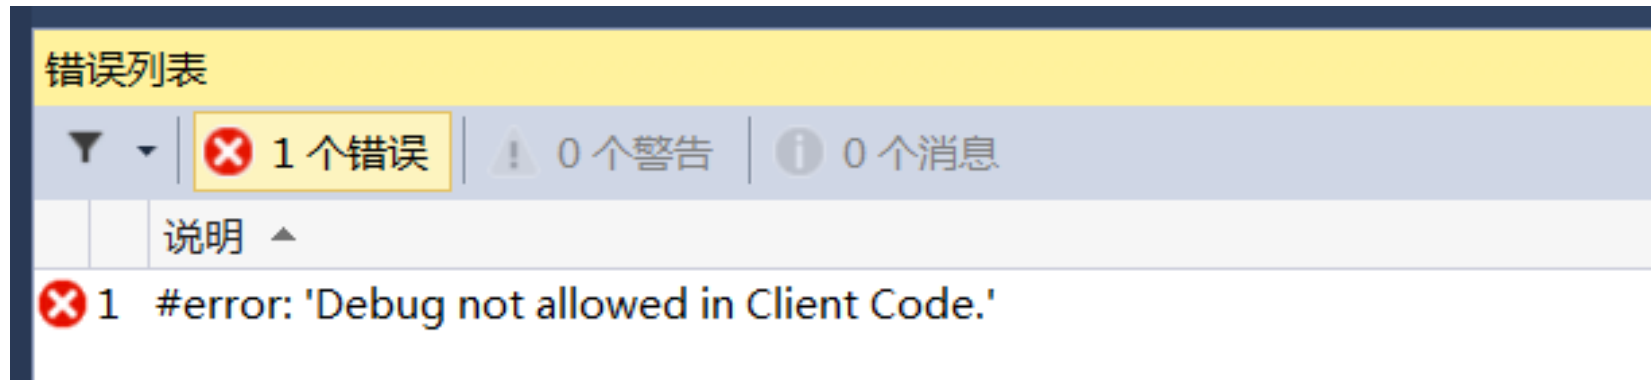 错误列表
1 个错误 0 个警告 0 个消息
说明
1 #error: 'Debug not allowed in Client Code.'